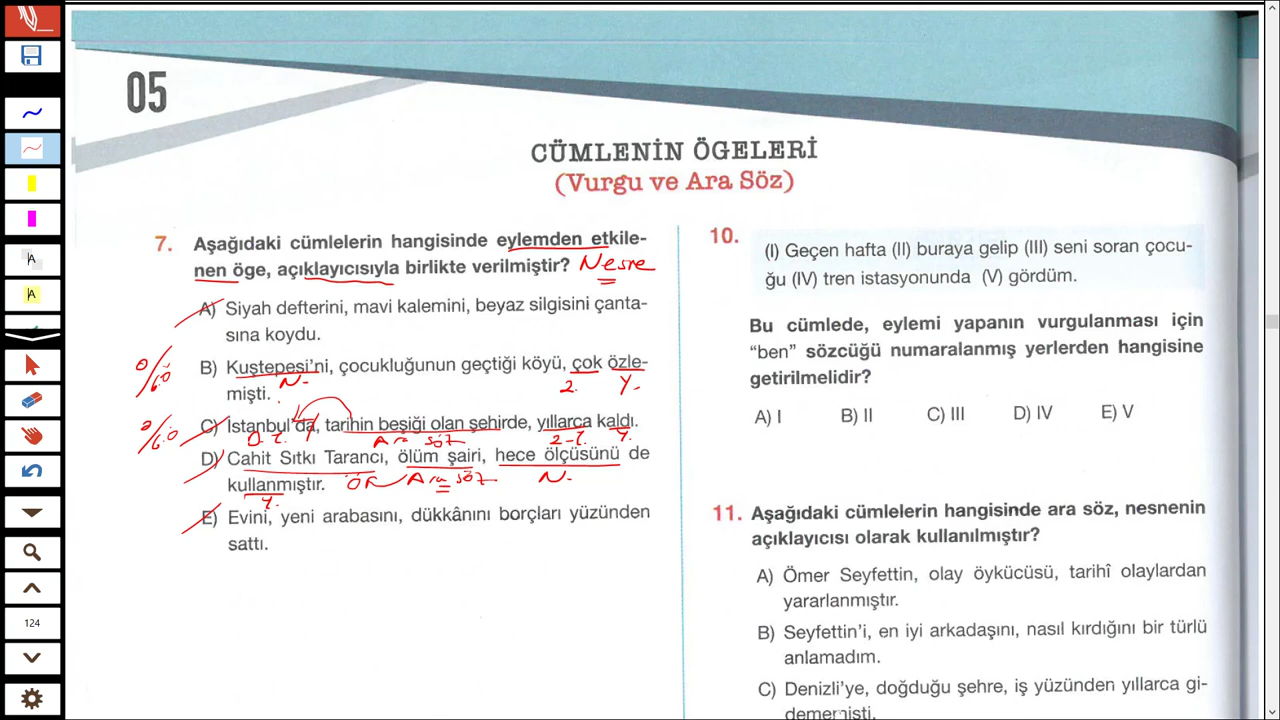 05
CÜMLENİN ÖGELERİ
(Vurgu ve Ara Söz)
7. Aşağıdaki cümlelerin hangisinde eylemden etkile-
nen öge, açıklayıcısıyla birlikte verilmiştir? Nesne
A) Siyah defterini, mavi kalemini, beyaz silgisini çanta-
sına koydu.
B) Kuştepesi'ni, çocukluğunun geçtiği köyü, çok özle-
N. Z. Y.
mişti.
C) İstanbul'da, tarihin beşiği olan şehirde, yıllarca kaldı.
D.T. Ara söz Z.T. Y.
D) Cahit Sıtkı Tarancı, ölüm şairi, hece ölçüsünü de
kullanmıştır. Ara söz N.
Y.
E) Evini, yeni arabasını, dükkânını borçları yüzünden
sattı.
10.
(I) Geçen hafta (II) buraya gelip (III) seni soran çocu-
ğu (IV) tren istasyonunda (V) gördüm.
Bu cümlede, eylemi yapanın vurgulanması için
"ben" sözcüğü numaralanmış yerlerden hangisine
getirilmelidir?
A) I B) II C) III D) IV E) V
11. Aşağıdaki cümlelerin hangisinde ara söz, nesnenin
açıklayıcısı olarak kullanılmıştır?
A) Ömer Seyfettin, olay öykücüsü, tarihî olaylardan
yararlanmıştır.
B) Seyfettin'i, en iyi arkadaşını, nasıl kırdığını bir türlü
anlamadım.
C) Denizli'ye, doğduğu şehre, iş yüzünden yıllarca gi-
dememişti.
A
A
124